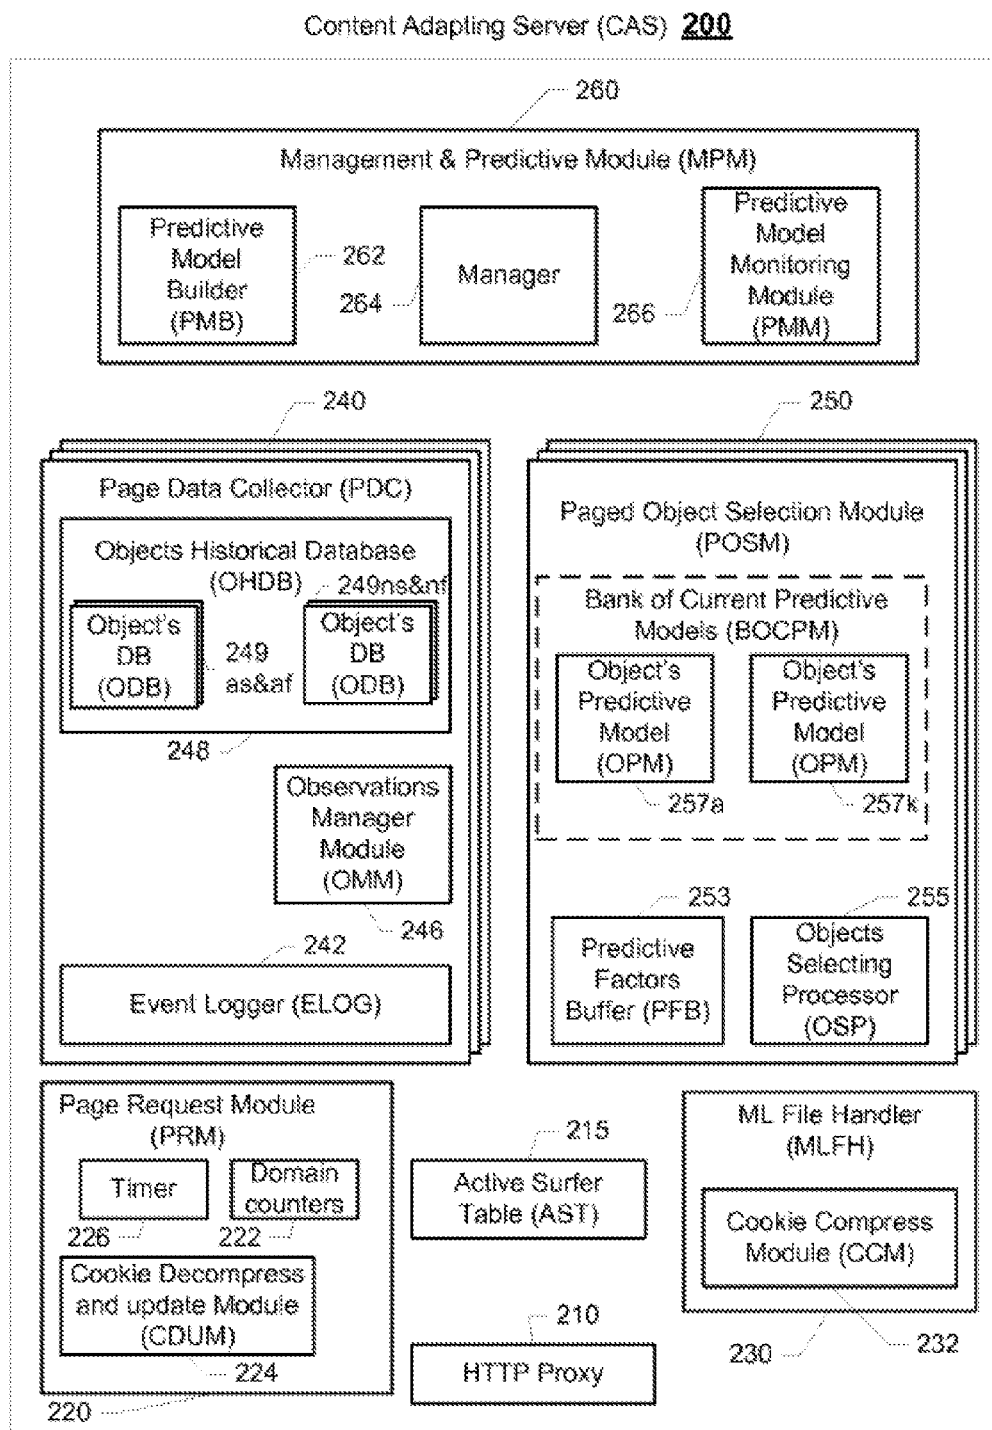 Content Adapling Server (CAS) 200
260
Management & Predictive Module (MPM)
Predictive
Model
Builder
(PMB)
262
264
Manager
266
Predictive
Model
Monitoring
Module
(PMM)
240
Page Data Collector (PDC)
Objects Historical Database
(OHDB)
249ns&nf
Object's
DB
(ODB)
249
as&af
Object's
DB
(ODB)
248
Observations
Manager
Module
(OMM)
246
242
Event Logger (ELOG)
250
Paged Object Selection Module
(POSM)
Bank of Current Predictive
Models (BOCPM)
Object's
Predictive
Model
(OPM)
257a
Object's
Predictive
Model
(OPM)
257k
253
Predictive
Factors
Buffer (PFB)
255
Objects
Selecting
Processor
(OSP)
Page Request Module
(PRM)
Timer
226
Domain
counters
222
Cookie Decompress
and update Module
(CDUM)
224
220
215
Active Surfer
Table (AST)
210
HTTP Proxy
ML File Handler
(MLFH)
Cookie Compress
Module (CCM)
230
232